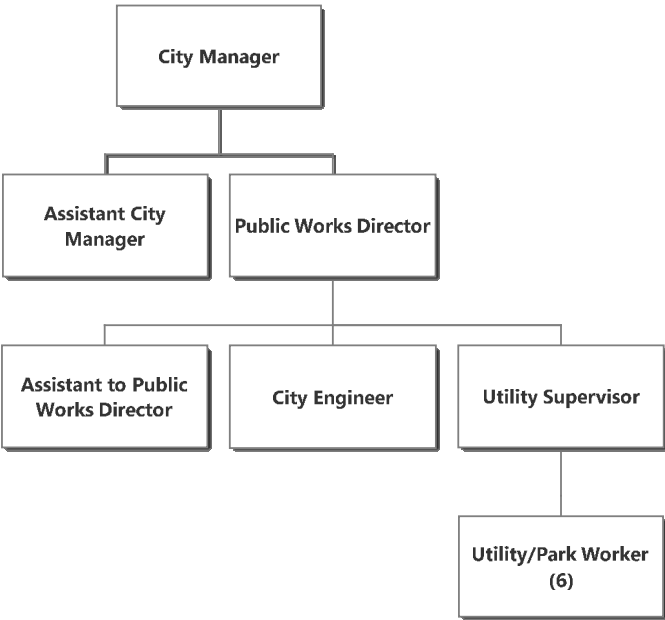 City Manager
Assistant City
Manager
Public Works Director
Assistant to Public
Works Director
City Engineer
Utility Supervisor
Utility/Park Worker
(6)